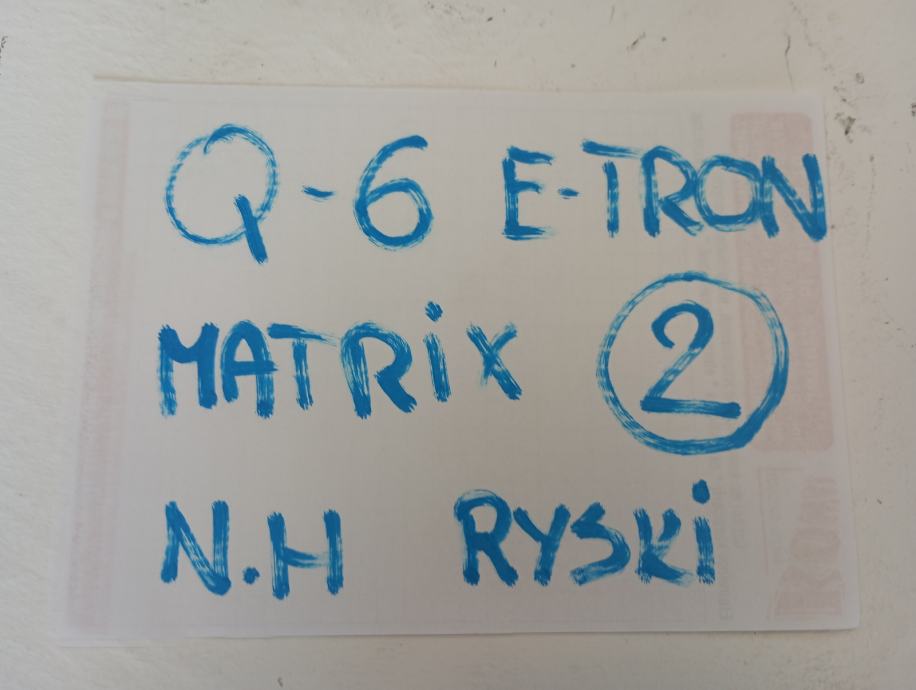 Q-6 E-TRON
MATRiX 2
N.H RYSKi